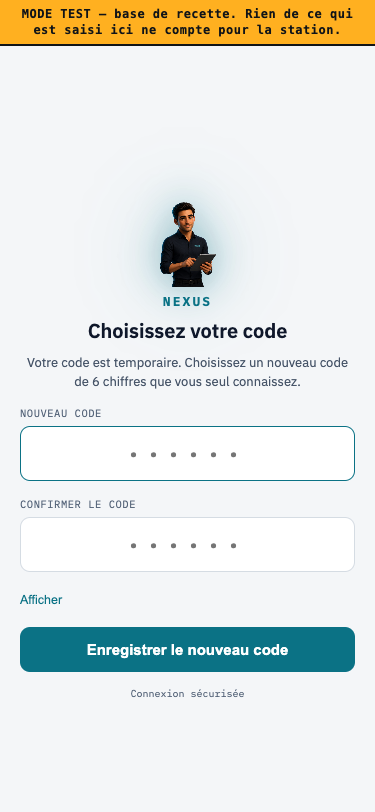 MODE TEST — base de recette. Rien de ce qui
est saisi ici ne compte pour la station.
NEXUS
Choisissez votre code
Votre code est temporaire. Choisissez un nouveau code
de 6 chiffres que vous seul connaissez.
NOUVEAU CODE
• • • • • •
CONFIRMER LE CODE
• • • • • •
Afficher
Enregistrer le nouveau code
Connexion sécurisée